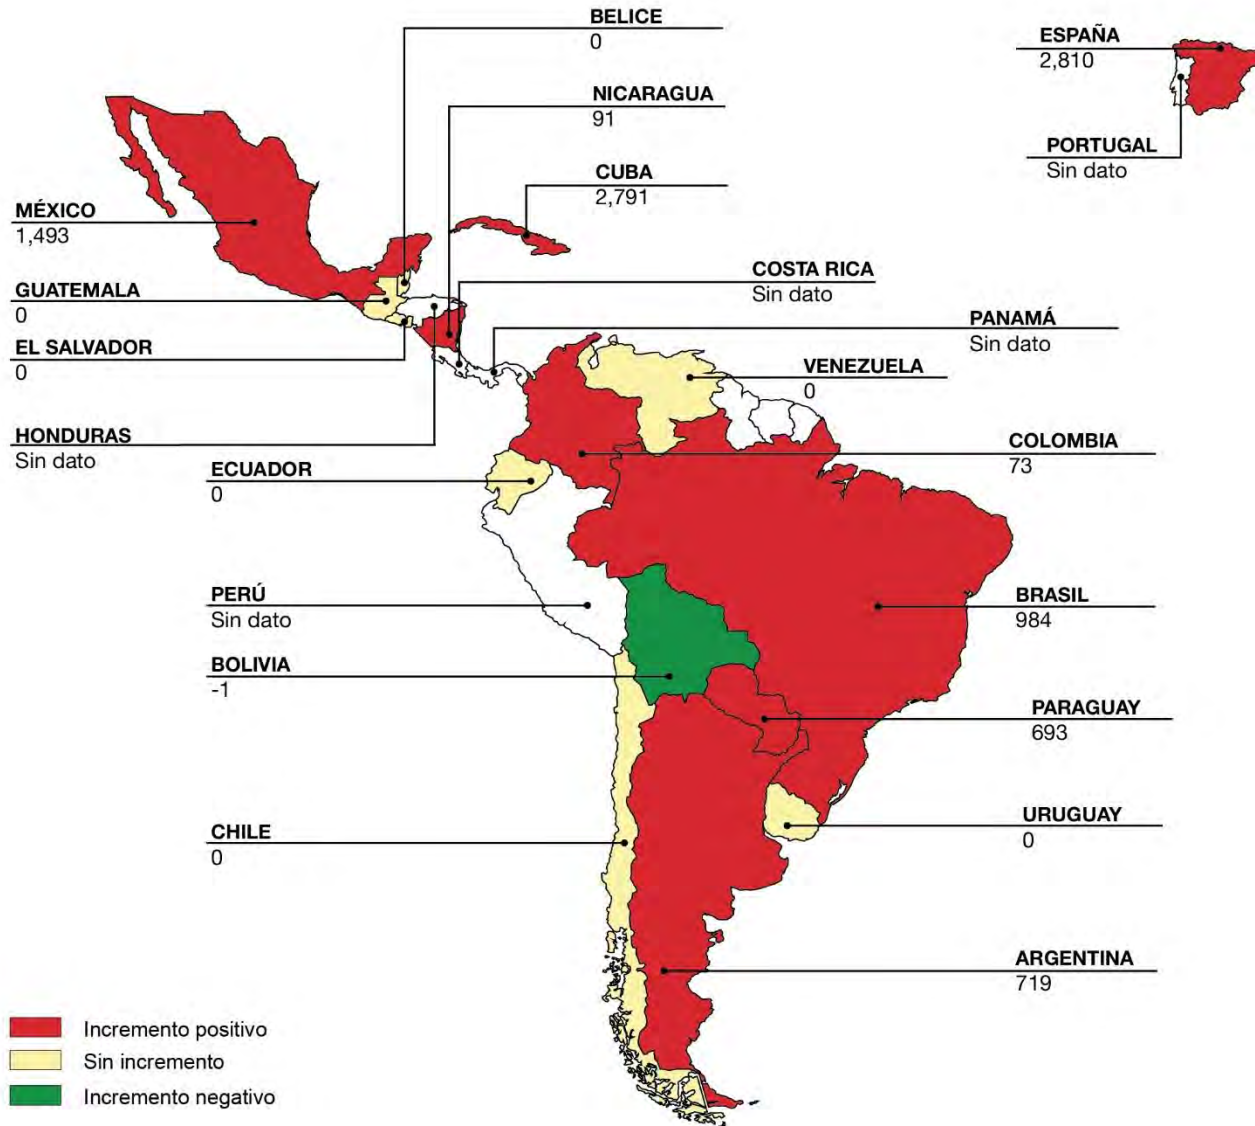 BELICE
0
ESPAÑA
2,810
NICARAGUA
91
PORTUGAL
Sin dato
CUBA
2,791
MÉXICO
1,493
COSTA RICA
Sin dato
GUATEMALA
0
PANAMÁ
Sin dato
EL SALVADOR
0
VENEZUELA
0
HONDURAS
Sin dato
COLOMBIA
73
ECUADOR
0
PERÚ
Sin dato
BRASIL
984
BOLIVIA
-1
PARAGUAY
693
CHILE
0
URUGUAY
0
ARGENTINA
719
Incremento positivo
Sin incremento
Incremento negativo